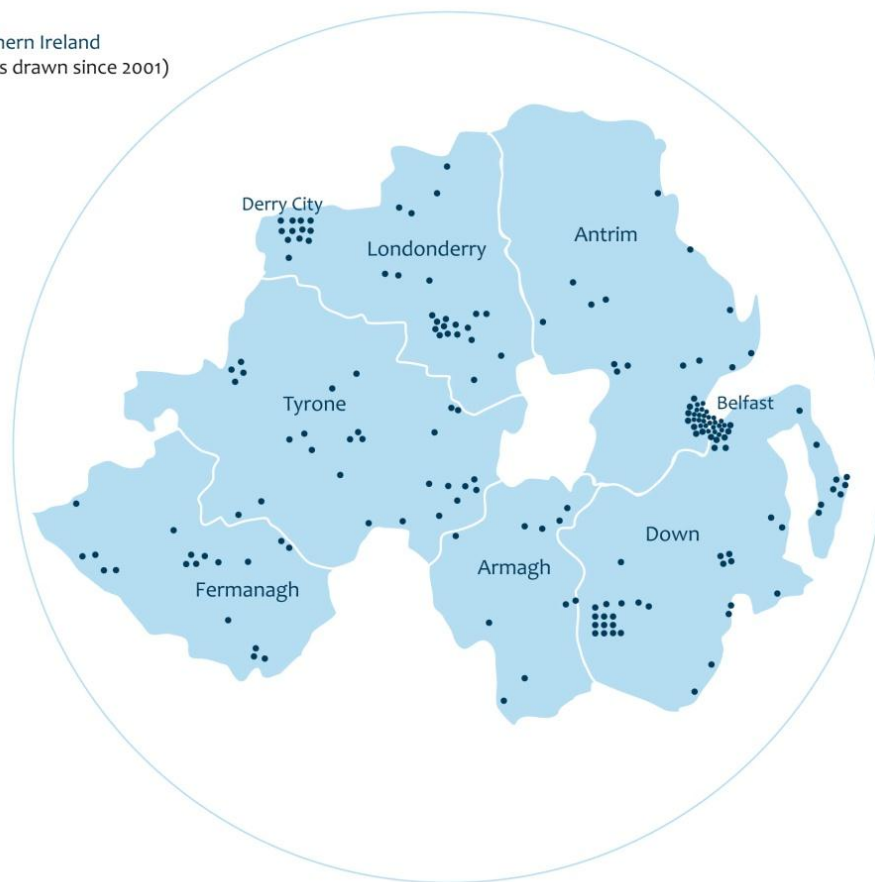 hern Ireland
s drawn since 2001)
Derry City
Londonderry
Antrim
Tyrone
Belfast
Down
Armagh
Fermanagh